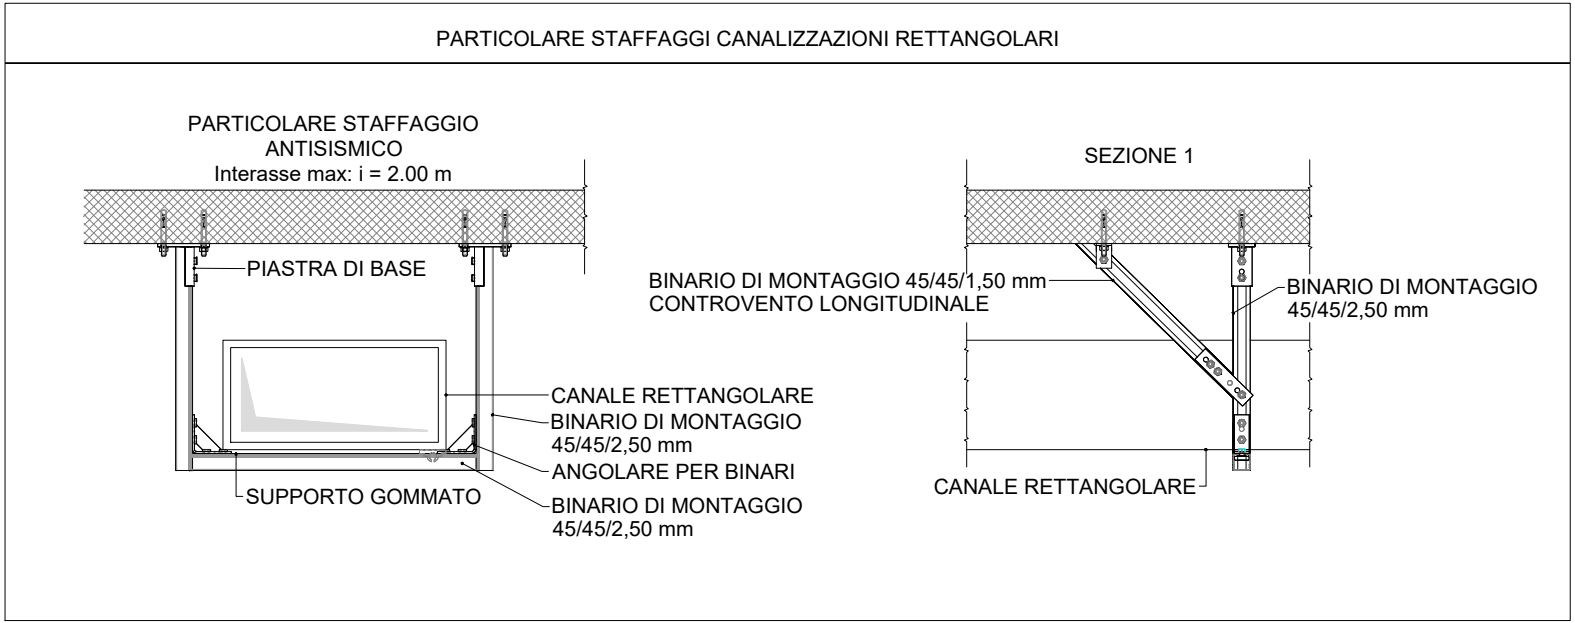 PARTICOLARE STAFFAGGI CANALIZZAZIONI RETTANGOLARI
PARTICOLARE STAFFAGGIO
ANTISISMICO
Interasse max: i = 2.00 m
PIASTRA DI BASE
CANALE RETTANGOLARE
BINARIO DI MONTAGGIO
45/45/2,50 mm
ANGOLARE PER BINARI
SUPPORTO GOMMATO
BINARIO DI MONTAGGIO
45/45/2,50 mm
SEZIONE 1
BINARIO DI MONTAGGIO 45/45/1,50 mm
CONTROVENTO LONGITUDINALE
BINARIO DI MONTAGGIO
45/45/2,50 mm
CANALE RETTANGOLARE